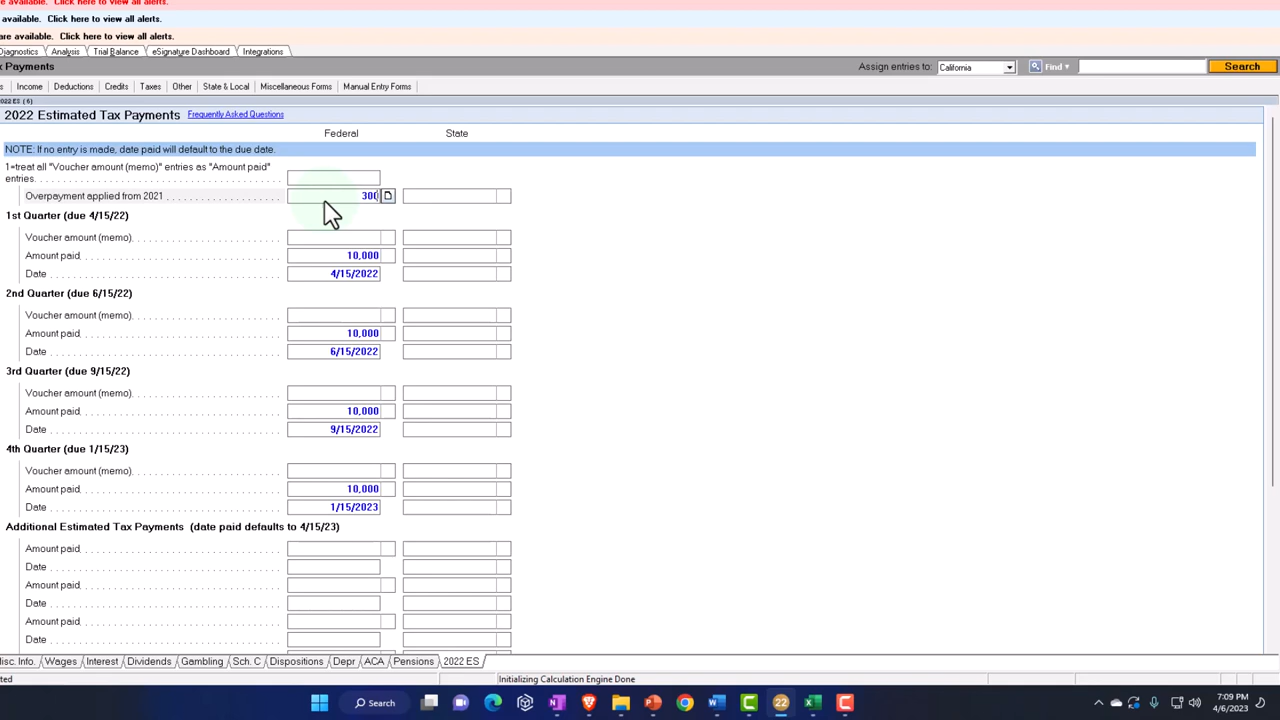 are available. Click here to view all alerts.
available. Click here to view all alerts.
are available. Click here to view all alerts.
Diagnostics Analysis Trial Balance eSignature Dashboard Integrations
x Payments Assign entries to: California Find Search
s Income Deductions Credits Taxes Other State & Local Miscellaneous Forms Manual Entry Forms
2022 ES (6)
2022 Estimated Tax Payments Frequently Asked Questions
Federal State
NOTE: If no entry is made, date paid will default to the due date.
1=treat all "Voucher amount (memo)" entries as "Amount paid"
entries.
Overpayment applied from 2021 300
1st Quarter (due 4/15/22)
Voucher amount (memo)
Amount paid 10,000
Date 4/15/2022
2nd Quarter (due 6/15/22)
Voucher amount (memo)
Amount paid 10,000
Date 6/15/2022
3rd Quarter (due 9/15/22)
Voucher amount (memo)
Amount paid 10,000
Date 9/15/2022
4th Quarter (due 1/15/23)
Voucher amount (memo)
Amount paid 10,000
Date 1/15/2023
Additional Estimated Tax Payments (date paid defaults to 4/15/23)
Amount paid
Date
Amount paid
Date
Amount paid
Date
isc. Info. Wages Interest Dividends Gambling Sch. C Dispositions Depr ACA Pensions 2022 ES
ted Initializing Calculation Engine Done
Search 22 7:09 PM
4/6/2023